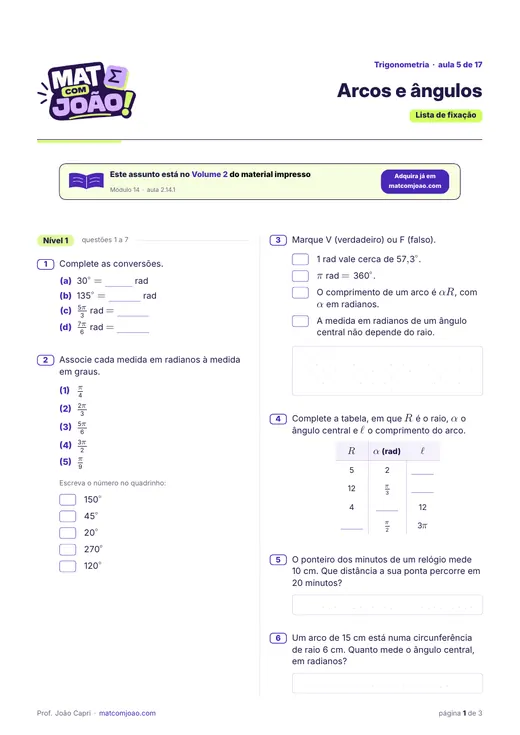 MAT Σ
COM
JOÃO!
Trigonometria · aula 5 de 17
Arcos e ângulos
Lista de fixação
Este assunto está no Volume 2 do material impresso
Módulo 14 · aula 2.14.1
Adquira já em
matcomjoao.com
Nível 1 questões 1 a 7
1 Complete as conversões.
(a) 30° = ______ rad
(b) 135° = ______ rad
(c) 5π/3 rad = ______
(d) 7π/6 rad = ______
2 Associe cada medida em radianos à medida
em graus.
(1) π/4
(2) 2π/3
(3) 5π/6
(4) 3π/2
(5) π/9
Escreva o número no quadrinho:
150°
45°
20°
270°
120°
3 Marque V (verdadeiro) ou F (falso).
1 rad vale cerca de 57,3°.
π rad = 360°.
O comprimento de um arco é αR, com
α em radianos.
A medida em radianos de um ângulo
central não depende do raio.
4 Complete a tabela, em que R é o raio, α o
ângulo central e ℓ o comprimento do arco.
R α (rad) ℓ
5 2 ______
12 π/3 ______
4 ______ 12
______ π/2 3π
5 O ponteiro dos minutos de um relógio mede
10 cm. Que distância a sua ponta percorre em
20 minutos?
6 Um arco de 15 cm está numa circunferência
de raio 6 cm. Quanto mede o ângulo central,
em radianos?
Prof. João Capri · matcomjoao.com
página 1 de 3